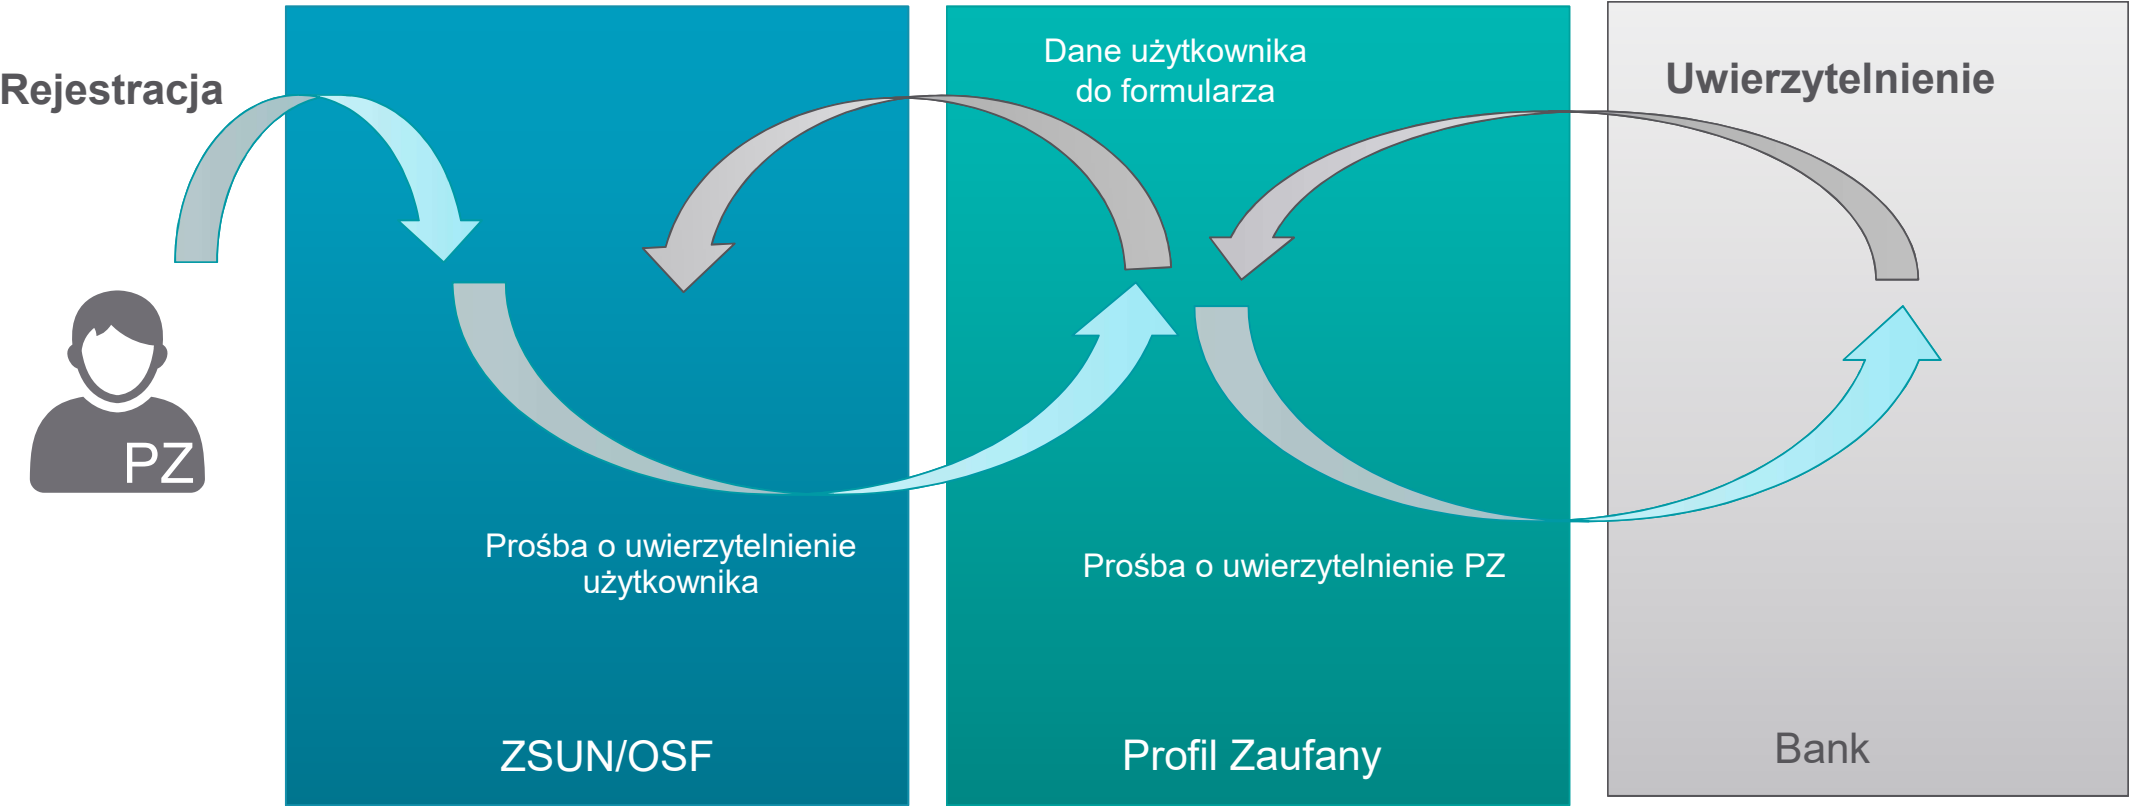 Rejestracja
PZ
Prośba o uwierzytelnienie
użytkownika
ZSUN/OSF
Dane użytkownika
do formularza
Prośba o uwierzytelnienie PZ
Profil Zaufany
Uwierzytelnienie
Bank